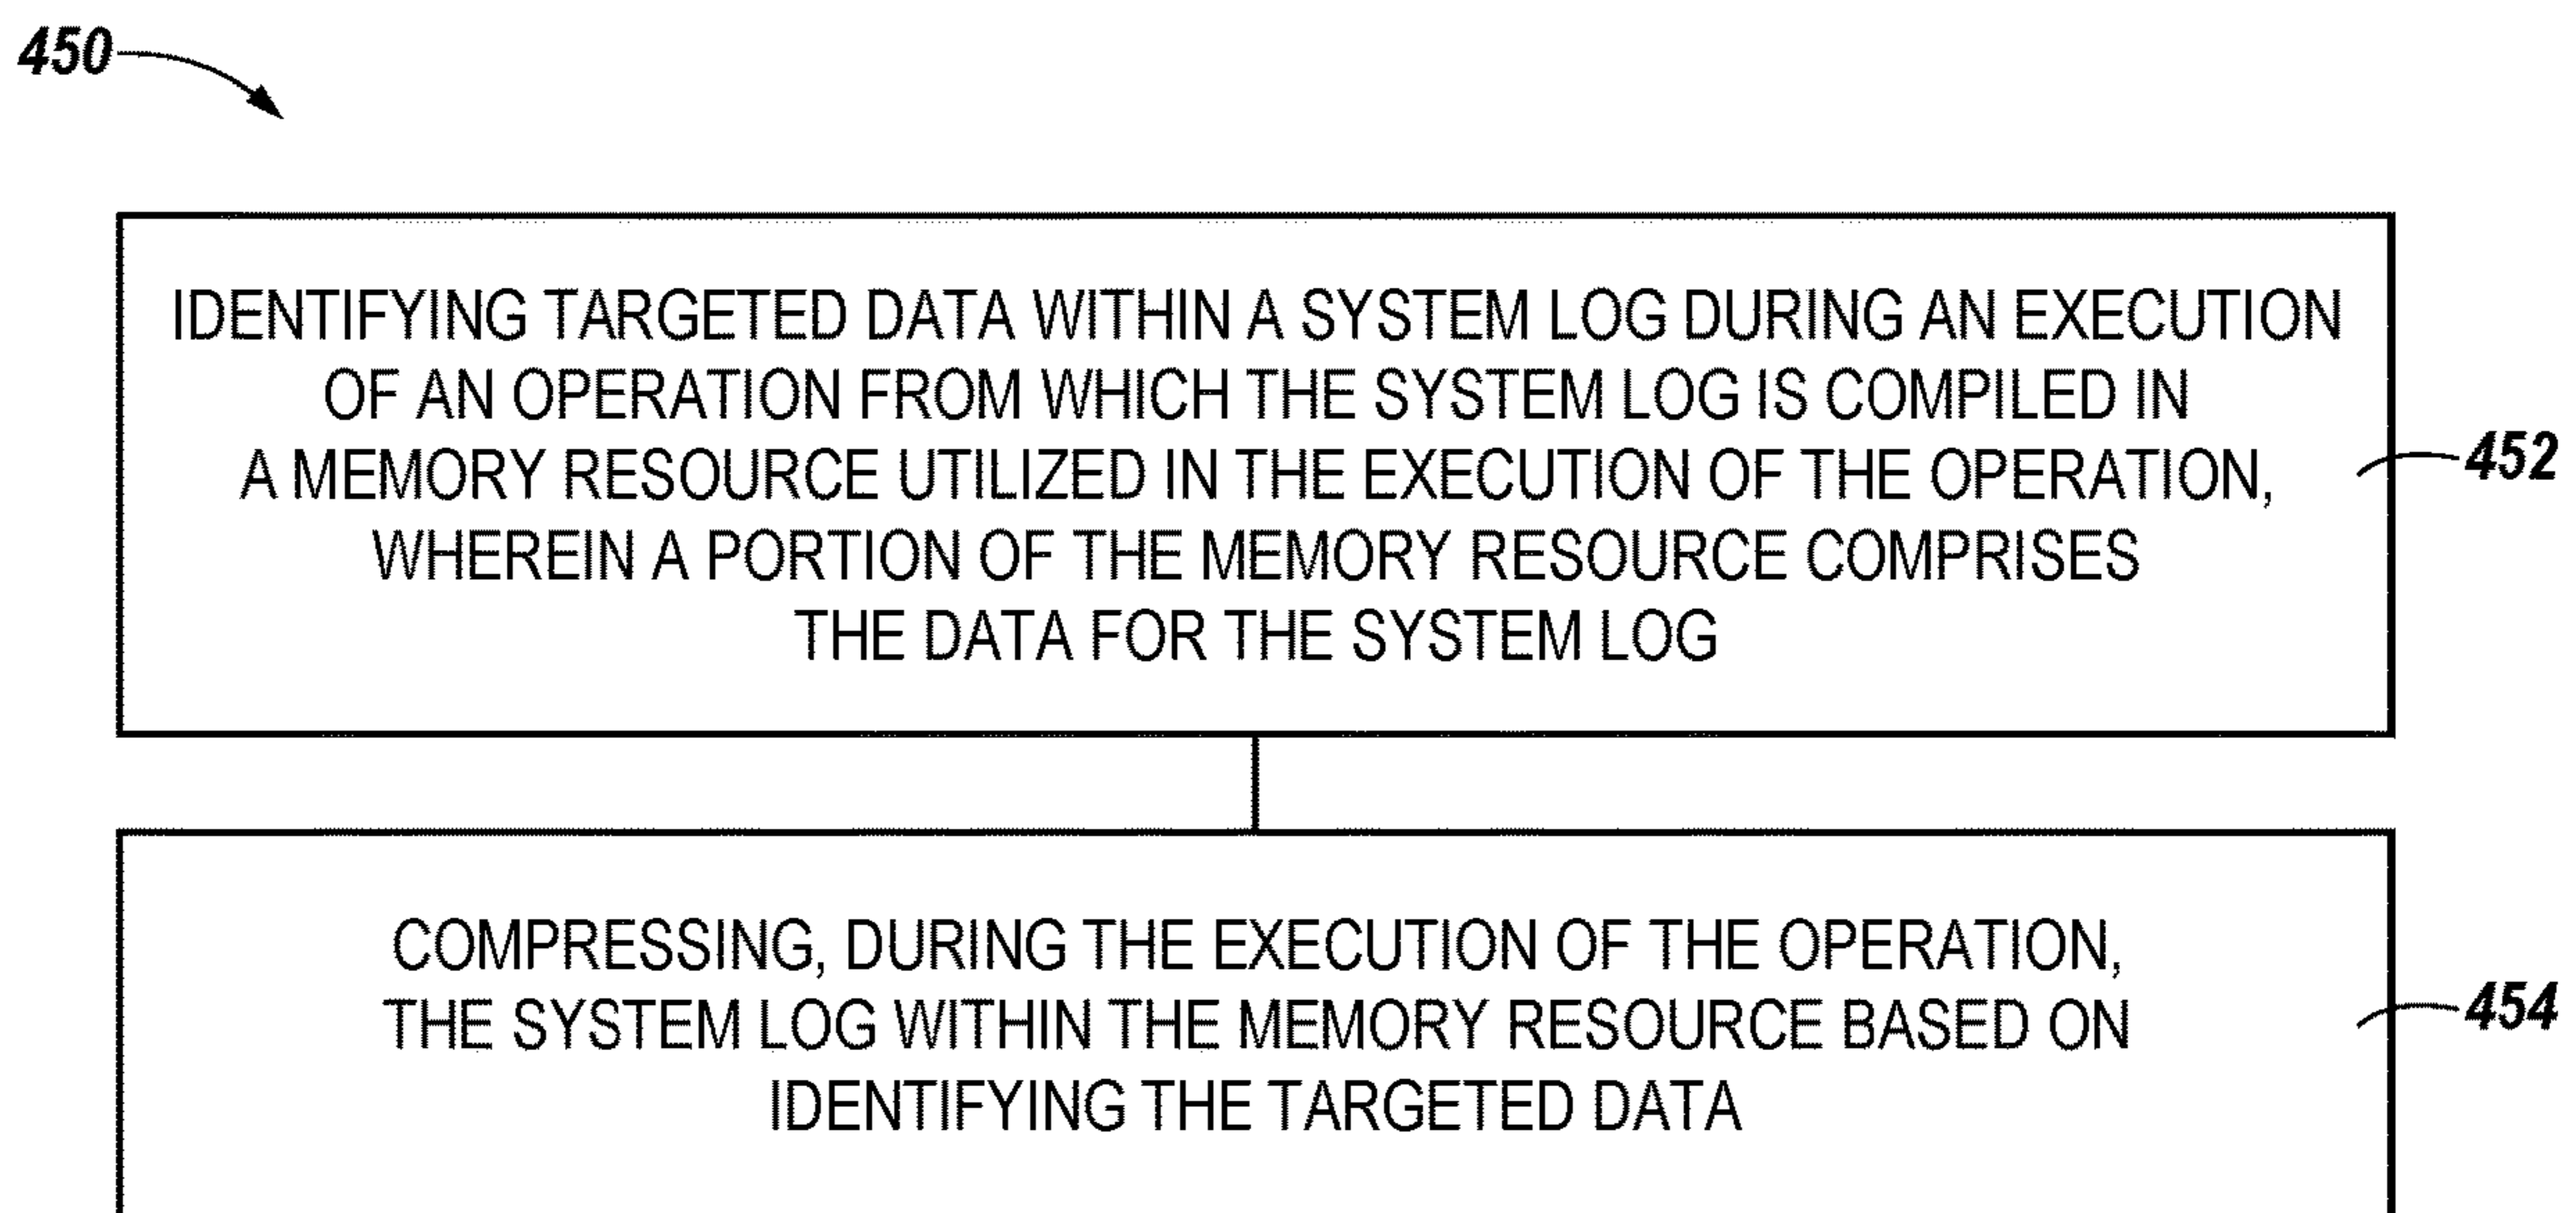 450
IDENTIFYING TARGETED DATA WITHIN A SYSTEM LOG DURING AN EXECUTION
OF AN OPERATION FROM WHICH THE SYSTEM LOG IS COMPILED IN
A MEMORY RESOURCE UTILIZED IN THE EXECUTION OF THE OPERATION,
WHEREIN A PORTION OF THE MEMORY RESOURCE COMPRISES
THE DATA FOR THE SYSTEM LOG
452
COMPRESSING, DURING THE EXECUTION OF THE OPERATION,
THE SYSTEM LOG WITHIN THE MEMORY RESOURCE BASED ON
IDENTIFYING THE TARGETED DATA
454